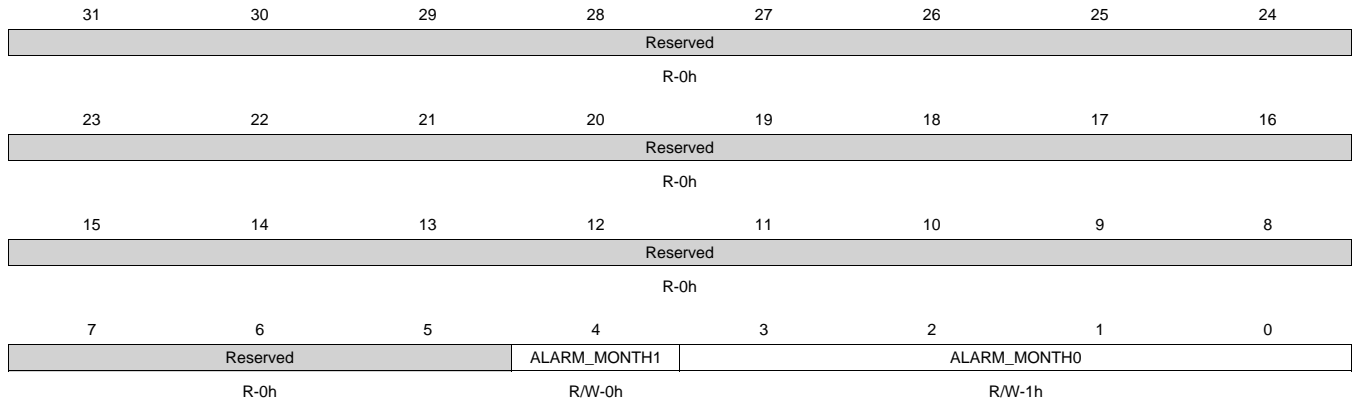 31 30 29 28 27 26 25 24
Reserved
R-0h
23 22 21 20 19 18 17 16
Reserved
R-0h
15 14 13 12 11 10 9 8
Reserved
R-0h
7 6 5 4 3 2 1 0
Reserved ALARM_MONTH1 ALARM_MONTH0
R-0h R/W-0h R/W-1h